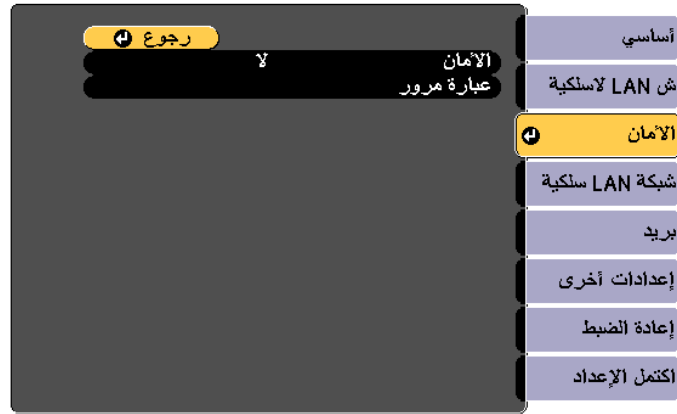 أساسي
ش LAN لاسلكية
الأمان
شبكة LAN سلكية
بريد
إعدادات أخرى
إعادة الضبط
اكتمل الإعداد
رجوع
الأمان لا
عبارة مرور